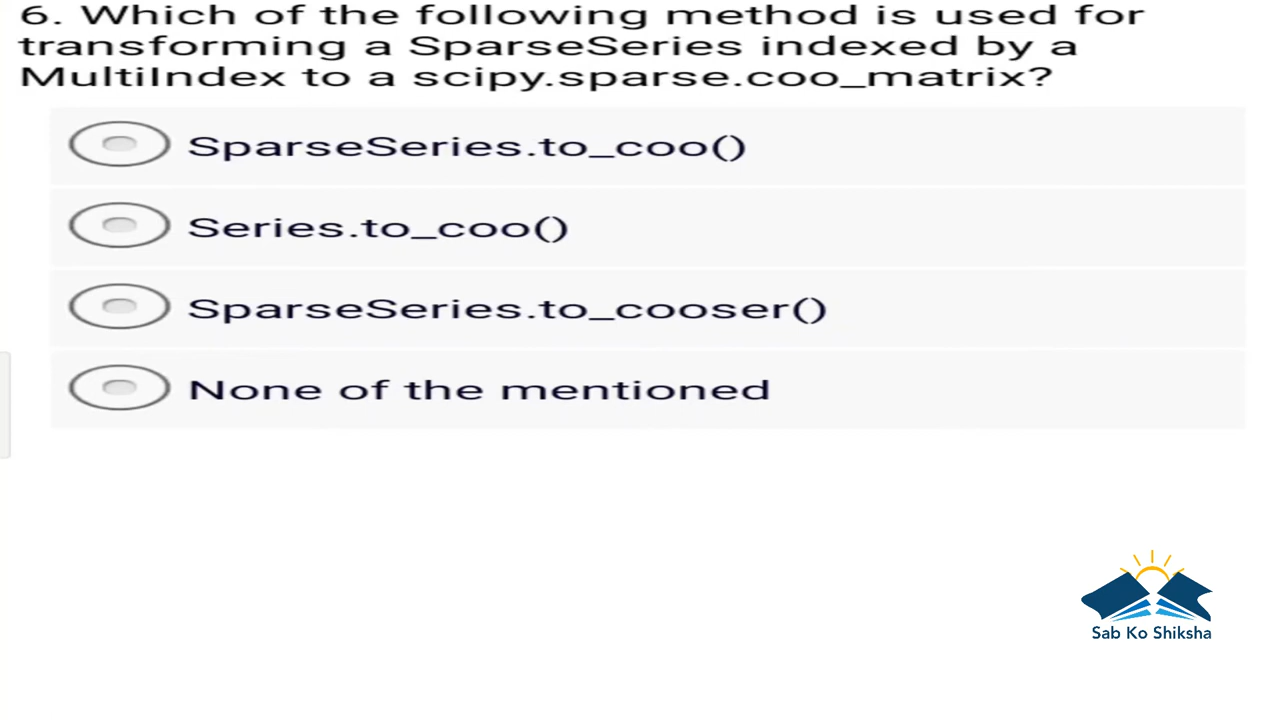 6. Which of the following method is used for
transforming a SparseSeries indexed by a
MultiIndex to a scipy.sparse.coo_matrix?
SparseSeries.to_coo()
Series.to_coo()
SparseSeries.to_cooser()
None of the mentioned
Sab Ko Shiksha